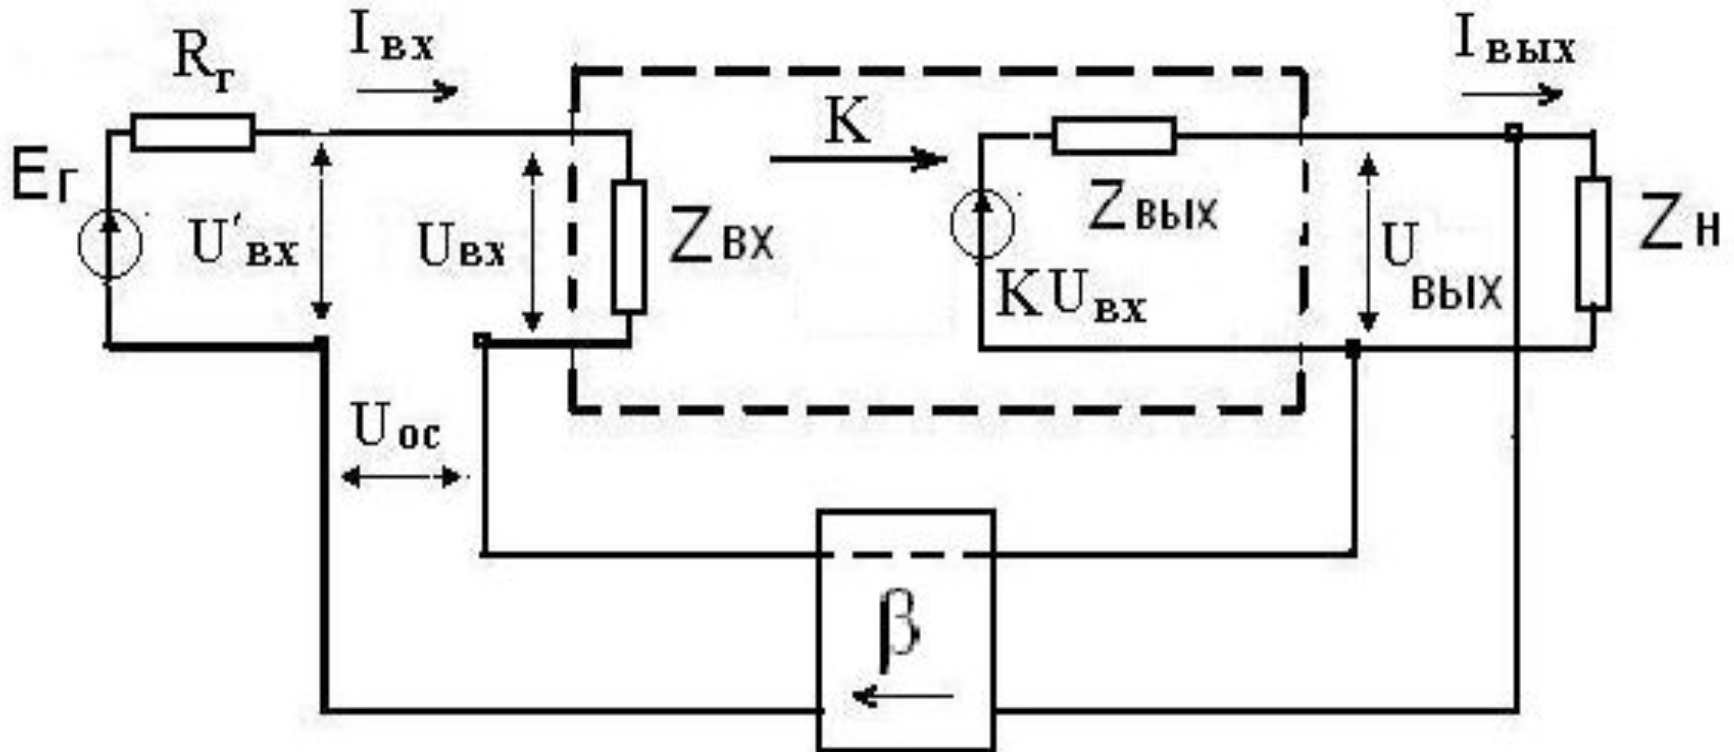 Rг
Iвх
Iвых
K
Eг
U'вх
Uвх
Zвх
Zвых
KUвх
Uвых
Zн
Uос
β